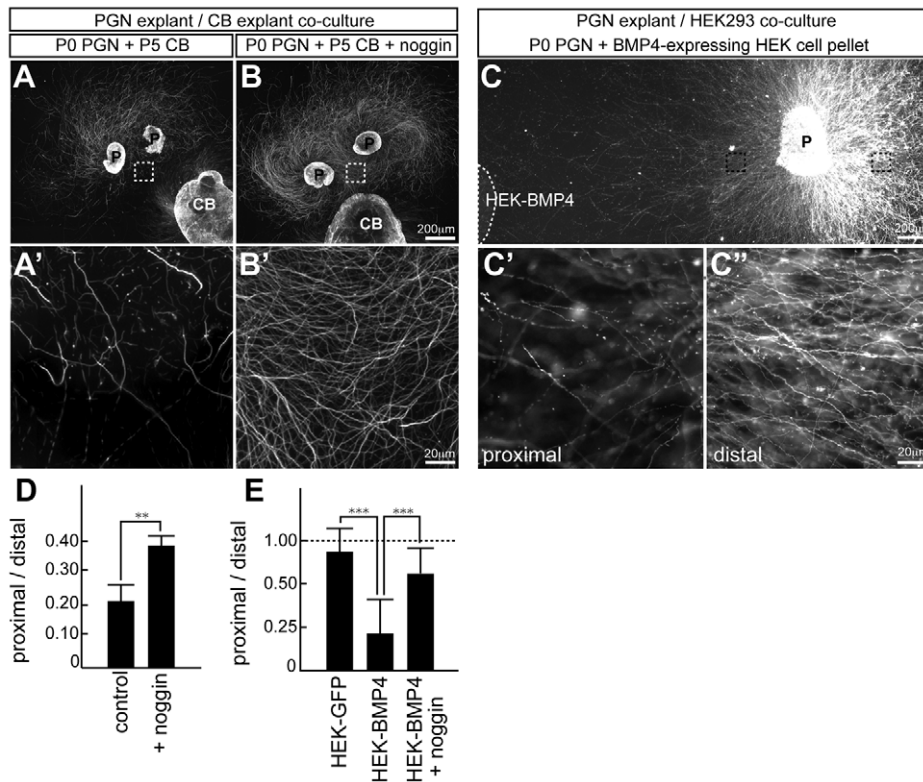 PGN explant / CB explant co-culture
P0 PGN + P5 CB
P0 PGN + P5 CB + noggin
A
P
P
CB
B
P
P
CB
200μm
A'
B'
20μm
PGN explant / HEK293 co-culture
P0 PGN + BMP4-expressing HEK cell pellet
C
P
HEK-BMP4
200μm
C'
proximal
C"
distal
20μm
D
**
proximal / distal
0.40
0.30
0.20
0.10
0
control
+ noggin
E
***
***
proximal / distal
1.00
0.50
0.25
0
HEK-GFP
HEK-BMP4
HEK-BMP4
+ noggin